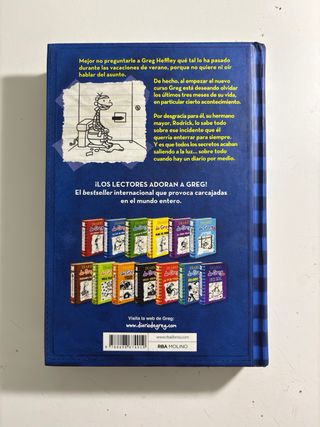 Mejor no preguntarle a Greg Heffley qué tal lo ha pasado
durante las vacaciones de verano, porque no quiere ni oír
hablar del asunto.
De hecho, al empezar el nuevo
curso Greg está deseando olvidar
los últimos tres meses de su vida,
en particular cierto acontecimiento.
Por desgracia para él, su hermano
mayor, Rodrick, lo sabe todo
sobre ese incidente que él
querría enterrar para siempre.
Y es que todos los secretos acaban
saliendo a la luz... sobre todo
cuando hay un diario por medio.
¡LOS LECTORES ADORAN A GREG!
El bestseller internacional que provoca carcajadas
en el mundo entero.
Visita la web de Greg:
www.diariodegreg.com
www.rbalibros.com
RBA MOLINO